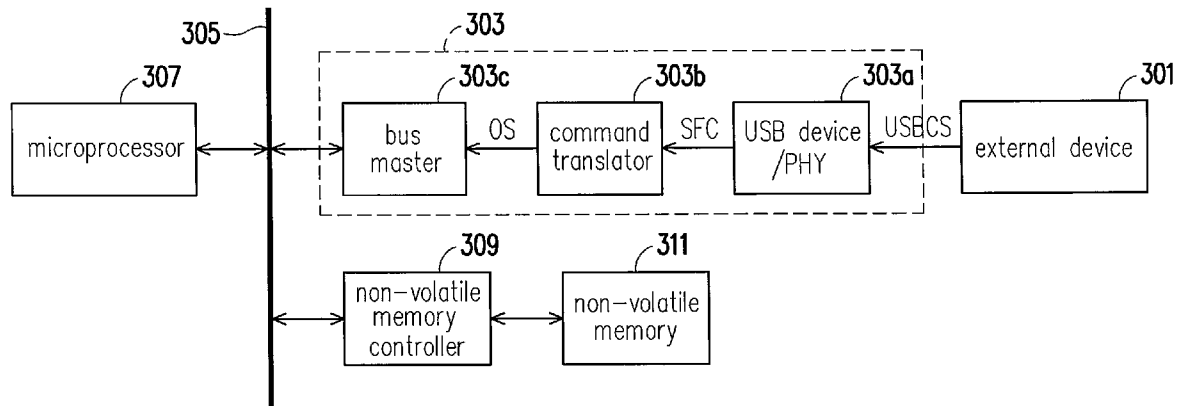 305
303
307
303c
303b
303a
301
microprocessor
bus
master
OS
command
translator
SFC
USB device
/PHY
USBCS
external device
309
311
non-volatile
memory
controller
non-volatile
memory